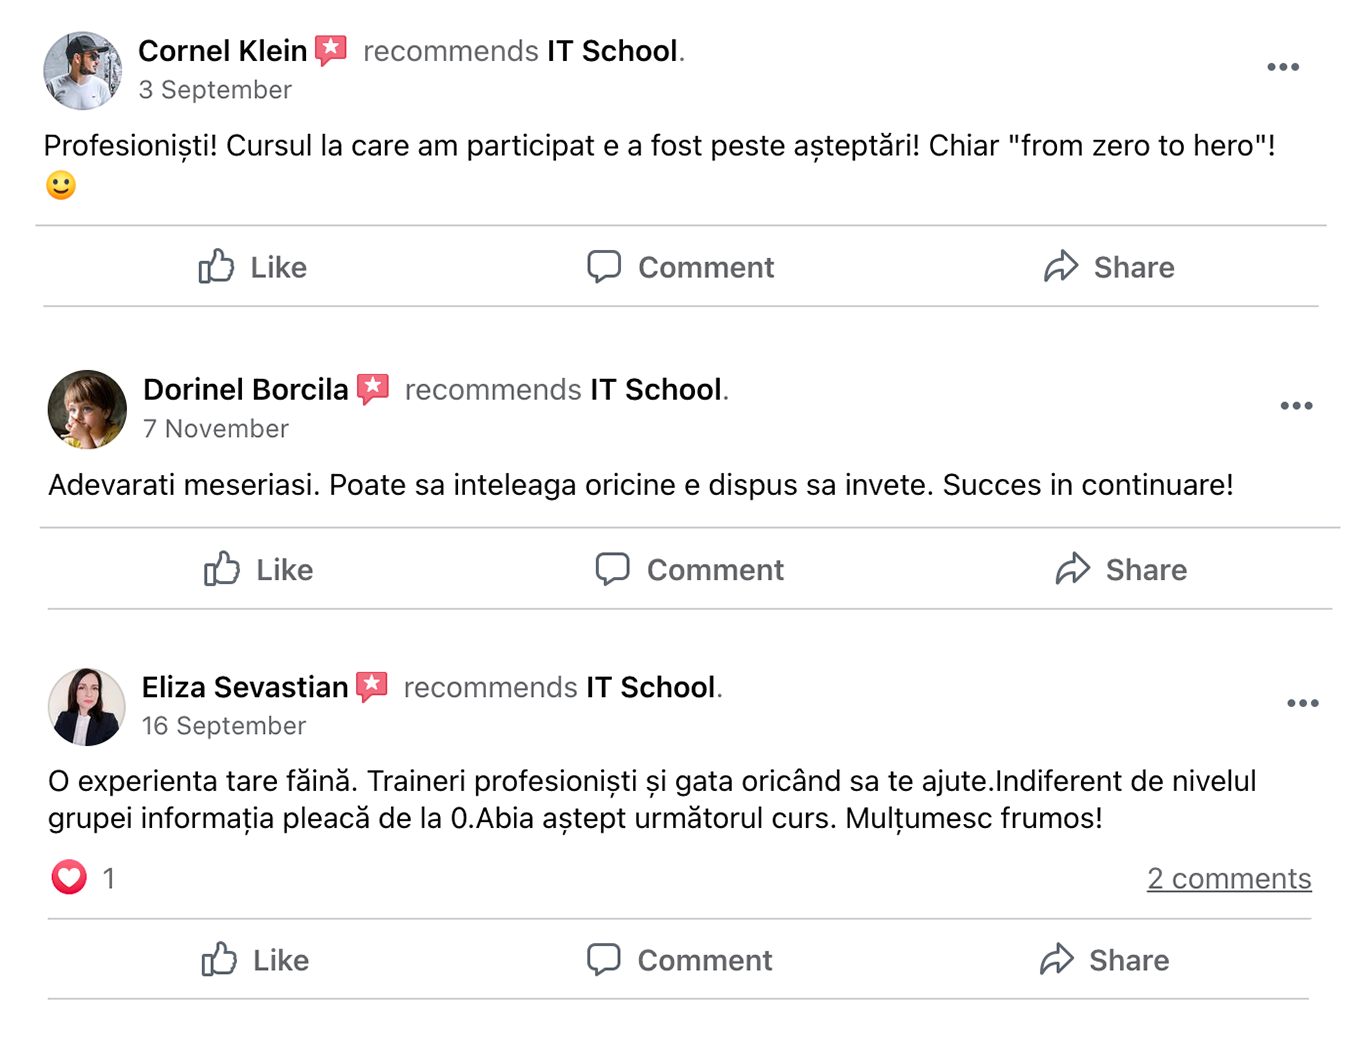 Cornel Klein recommends IT School.
3 September
Profesioniști! Cursul la care am participat e a fost peste așteptări! Chiar "from zero to hero"!
🙂
Like Comment Share
Dorinel Borcila recommends IT School.
7 November
Adevarati meseriasi. Poate sa inteleaga oricine e dispus sa invete. Succes in continuare!
Like Comment Share
Eliza Sevastian recommends IT School.
16 September
O experienta tare făină. Traineri profesioniști și gata oricând sa te ajute.Indiferent de nivelul
grupei informația pleacă de la 0.Abia aștept următorul curs. Mulțumesc frumos!
1 2 comments
Like Comment Share